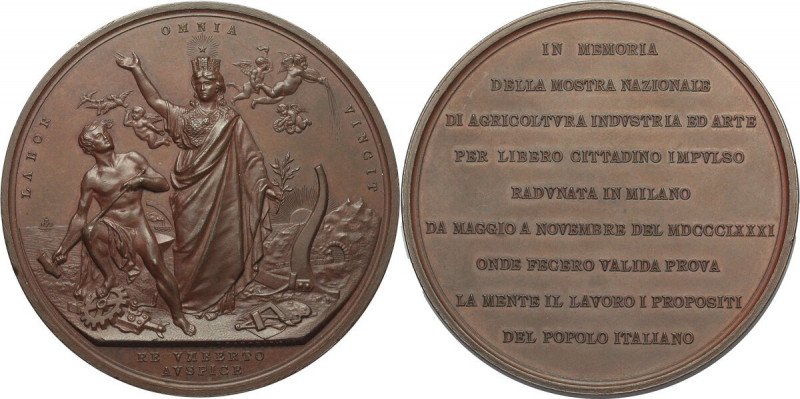 LABOR OMNIA VINCIT
RE VMBERTO
AVSPICE
IN MEMORIA
DELLA MOSTRA NAZIONALE
DI AGRICOLTVRA INDVSTRIA ED ARTE
PER LIBERO CITTADINO IMPVLSO
RADVNATA IN MILANO
DA MAGGIO A NOVEMBRE DEL MDCCCLXXXI
ONDE FECERO VALIDA PROVA
LA MENTE IL LAVORO I PROPOSITI
DEL POPOLO ITALIANO